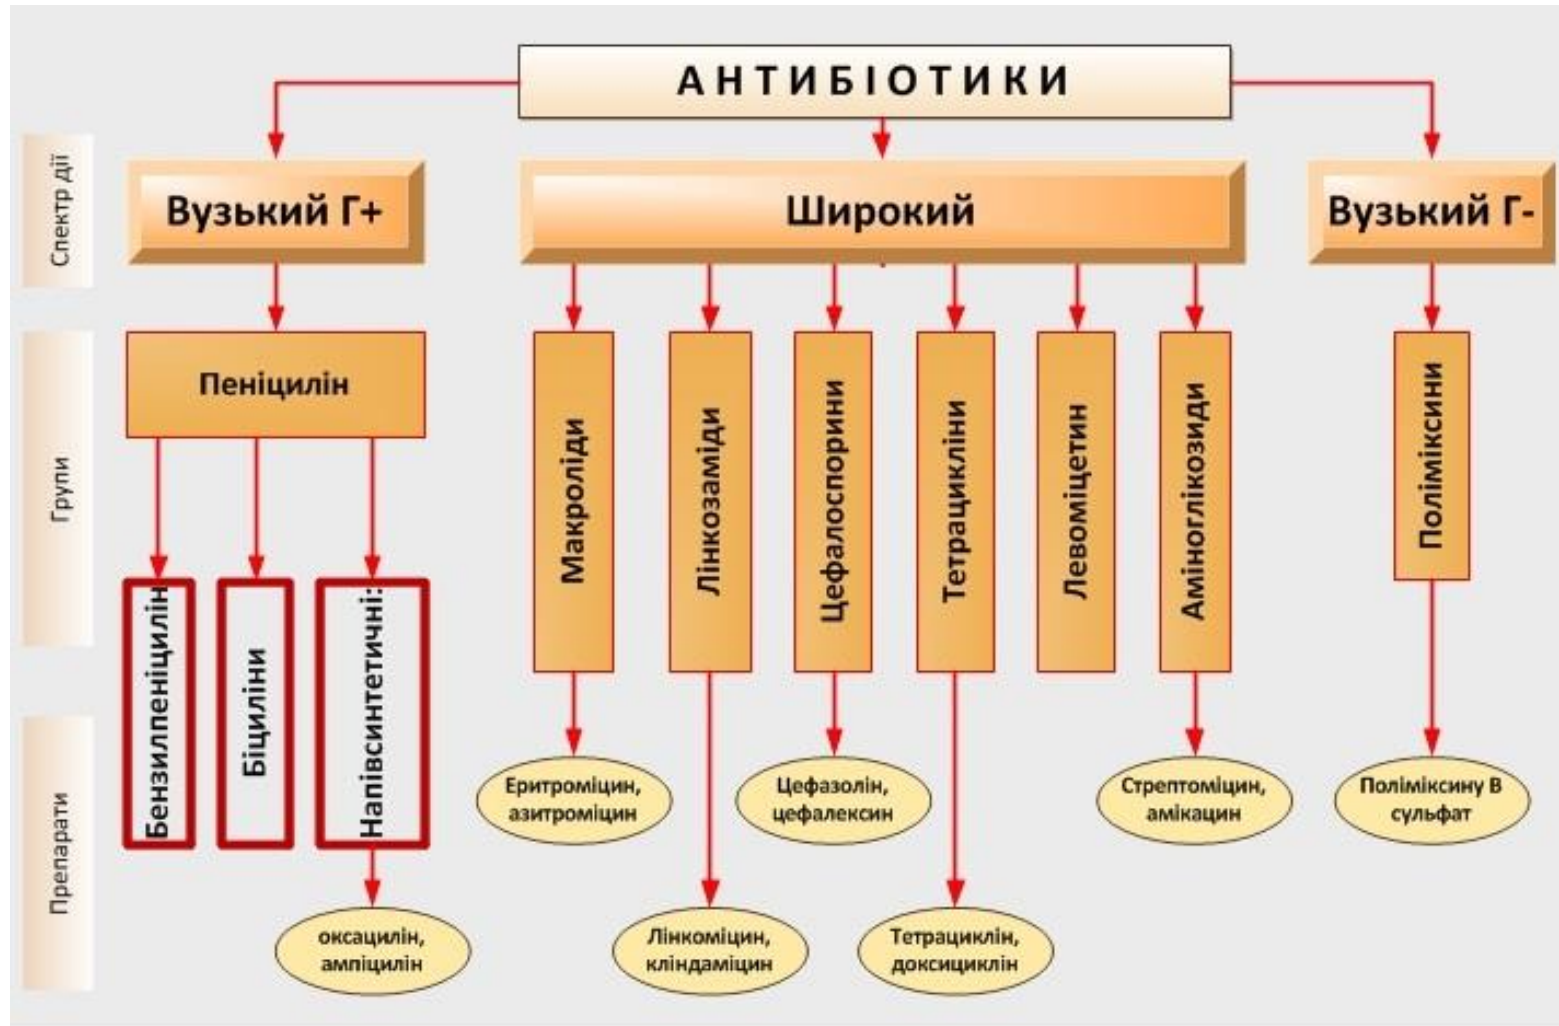 А Н Т И Б І О Т И К И
Спектр дії
Вузький Г+
Широкий
Вузький Г-
Групи
Пеніцилін
Макроліди
Лінкозаміди
Цефалоспорини
Тетрацикліни
Левоміцетин
Аміноглікозиди
Поліміксини
Препарати
Бензилпеніцилін
Біциліни
Напівсинтетичні:
Еритроміцин,
азитроміцин
Цефазолін,
цефалексин
Стрептоміцин,
амікацин
Поліміксину В
сульфат
оксацилін,
ампіцилін
Лінкоміцин,
кліндаміцин
Тетрациклін,
доксициклін